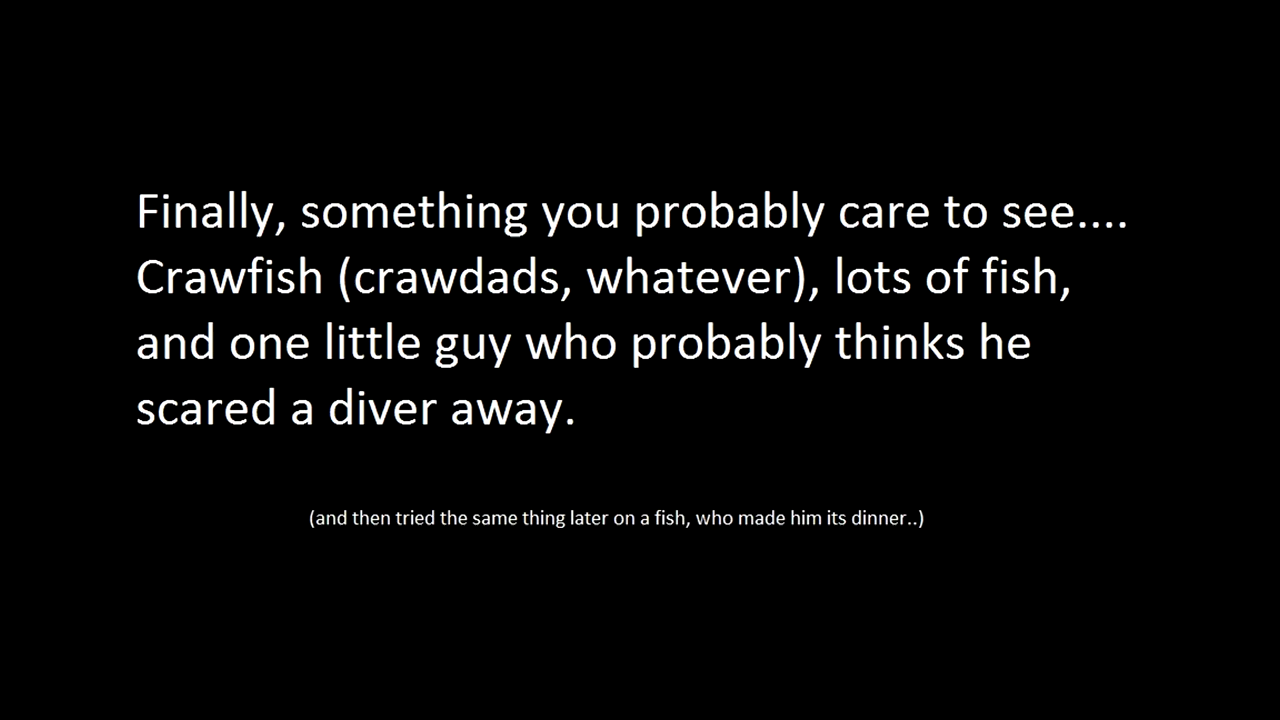 Finally, something you probably care to see....
Crawfish (crawdads, whatever), lots of fish,
and one little guy who probably thinks he
scared a diver away.
(and then tried the same thing later on a fish, who made him its dinner..)